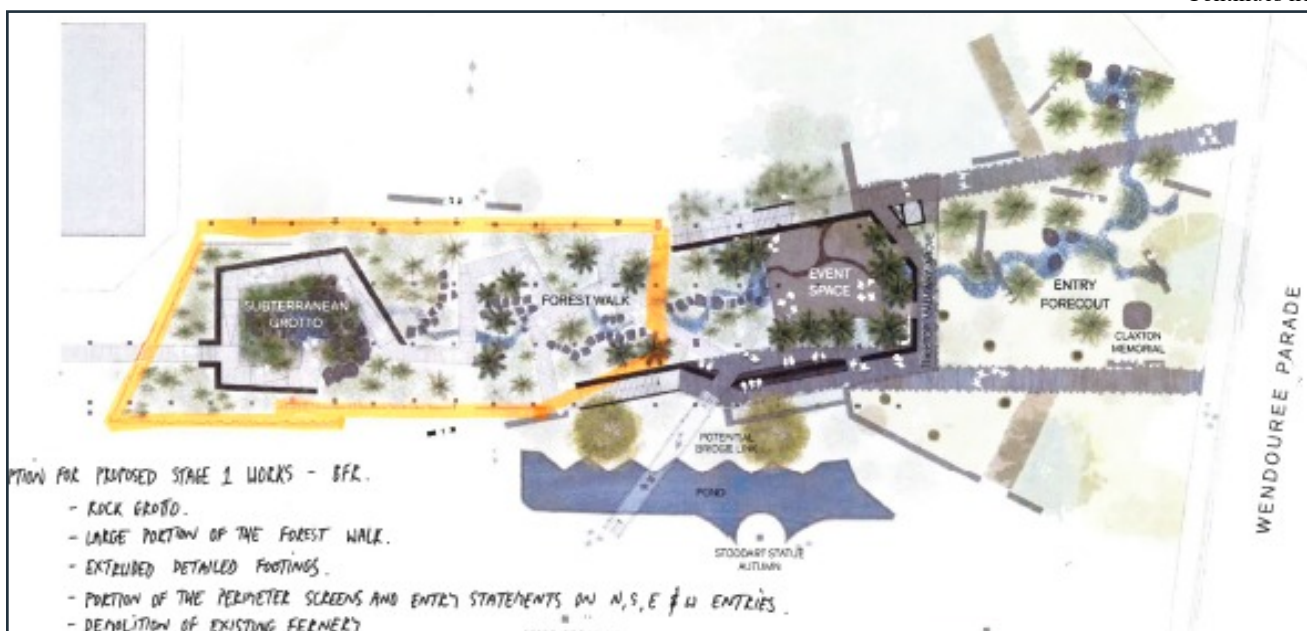 SUBTERRANEAN
GROTTO
FOREST WALK
EVENT
SPACE
ENTRY
FORECOUT
CLAXTON
MEMORIAL
WENDOUREE PARADE
POTENTIAL
BRIDGE LINK
POND
STODDART STATUE
AUTUMN
PTION FOR PROPOSED STAGE 1 WORKS - BFR.
- ROCK GROTO.
- LARGE PORTION OF THE FOREST WALK.
- EXTRUDED DETAILED FOOTINGS.
- PORTION OF THE PERIMETER SCREENS AND ENTRY STATEMENTS ON N, S, E & W ENTRIES.
- DEMOLITION OF EXISTING FERNERY